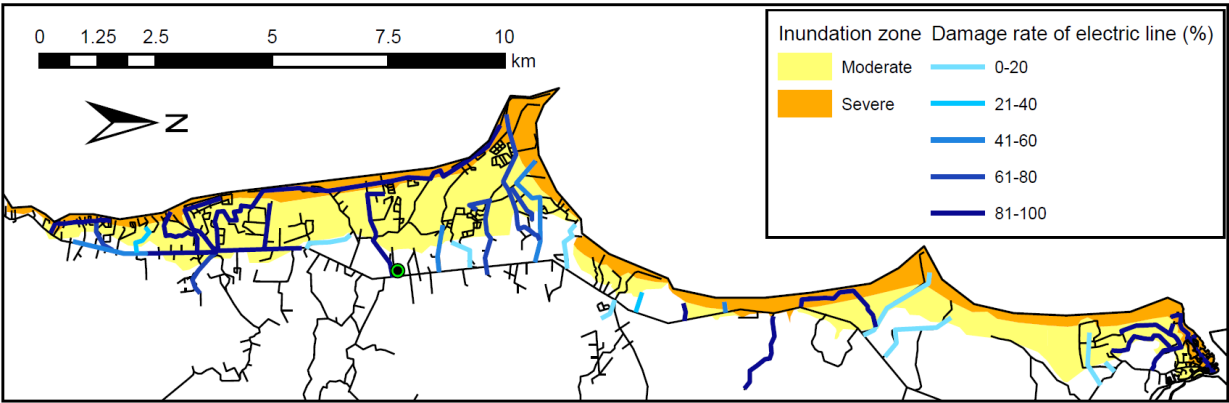 0 1.25 2.5 5 7.5 10
km
N
Inundation zone Damage rate of electric line (%)
Moderate 0-20
Severe 21-40
41-60
61-80
81-100